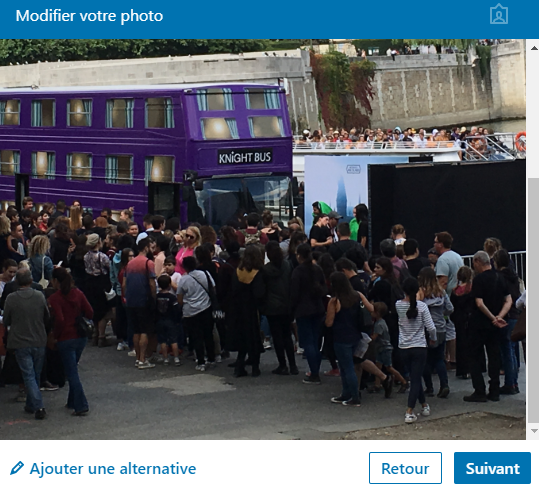 Modifier votre photo
KNIGHT BUS
Ajouter une alternative
Retour
Suivant